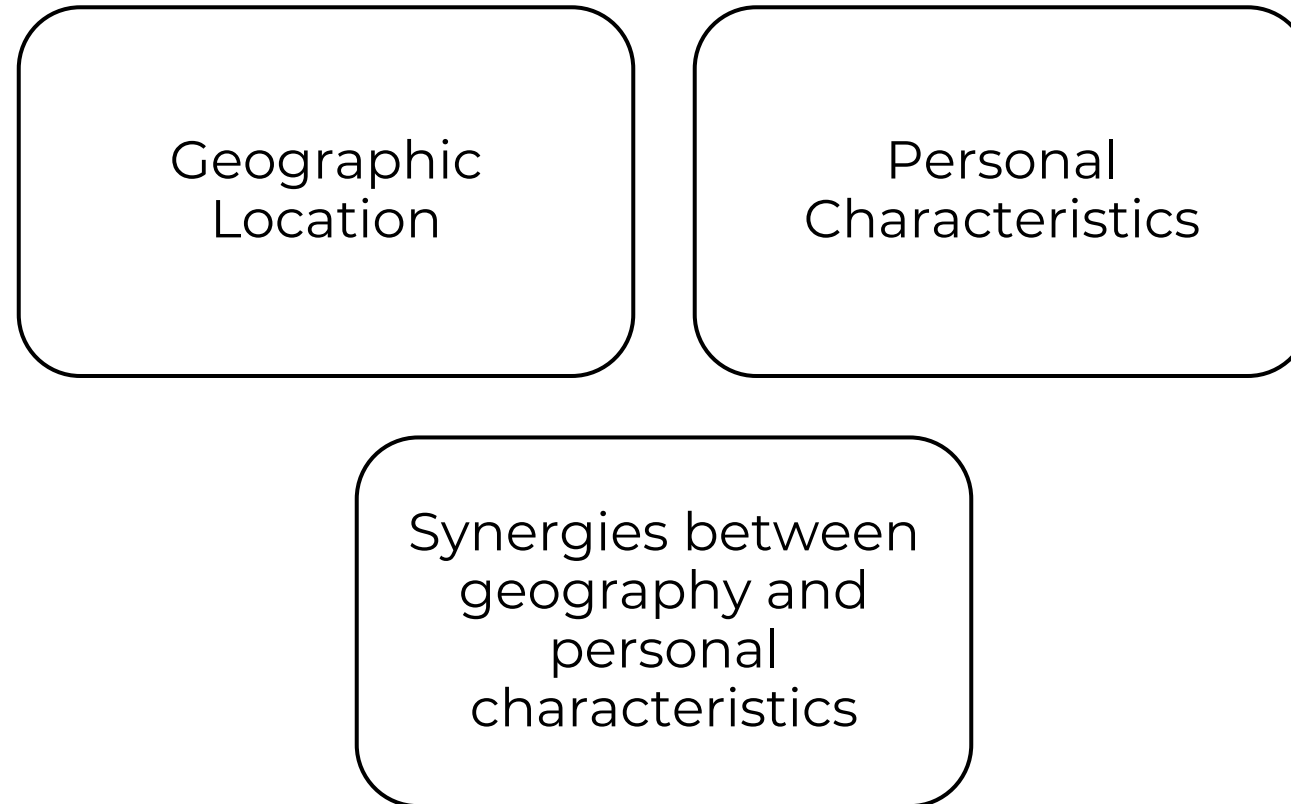 Geographic
Location
Personal
Characteristics
Synergies between
geography and
personal
characteristics